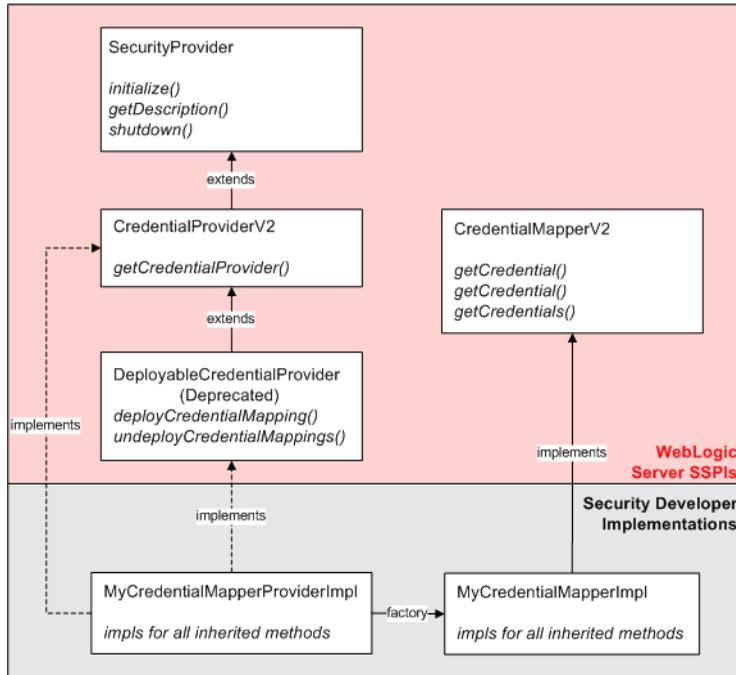 SecurityProvider
initialize()
getDescription()
shutdown()
extends
CredentialProviderV2
getCredentialProvider()
extends
DeployableCredentialProvider
(Deprecated)
deployCredentialMapping()
undeployCredentialMappings()
implements
CredentialMapperV2
getCredential()
getCredential()
getCredentials()
implements
WebLogic
Server SSPIs
Security Developer
Implementations
implements
MyCredentialMapperProviderImpl
impls for all inherited methods
factory
MyCredentialMapperImpl
impls for all inherited methods